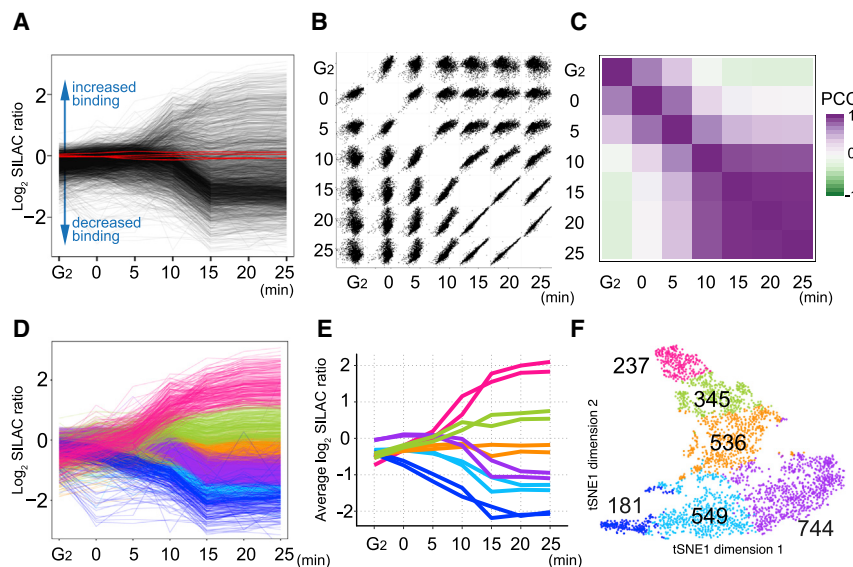 A
Log2 SILAC ratio
increased
binding
decreased
binding
2
0
−2
G2 0 5 10 15 20 25
(min)
B
G2
0
5
10
15
20
25
G2 0 5 10 15 20 25
(min)
C
G2
0
5
10
15
20
25
G2 0 5 10 15 20 25
(min)
PCC
1
0
-1
D
Log2 SILAC ratio
2
0
−2
G2 0 5 10 15 20 25
(min)
E
Average log2 SILAC ratio
2
1
0
−1
−2
G2 0 5 10 15 20 25
(min)
F
tSNE1 dimension 2
237
345
536
181
549
744
tSNE1 dimension 1